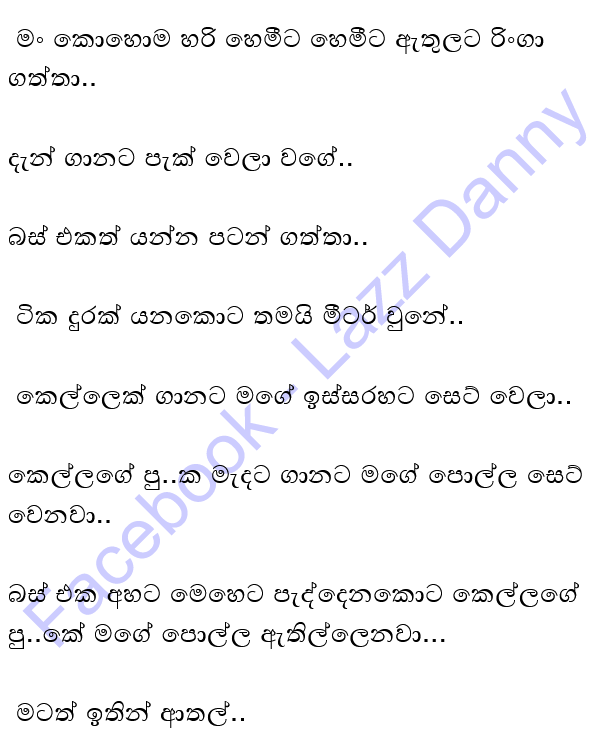 මං කොහොම හරි හෙමීට හෙමීට ඇතුලට රිංගා
ගත්තා..
දැන් ගානට පැක් වෙලා වගේ..
බස් එකත් යන්න පටන් ගත්තා..
ටික දුරක් යනකොට තමයි මීටර් වුනේ..
කෙල්ලෙක් ගානට මගේ ඉස්සරහට සෙට් වෙලා..
කෙල්ලගේ පු..ක මැදට ගානට මගේ පොල්ල සෙට්
වෙනවා..
බස් එක අහට මෙහෙට පැද්දෙනකොට කෙල්ලගේ
පු..කේ මගේ පොල්ල ඇතිල්ලෙනවා...
මටත් ඉතින් ආතල්..
Facebook - Lazz Danny